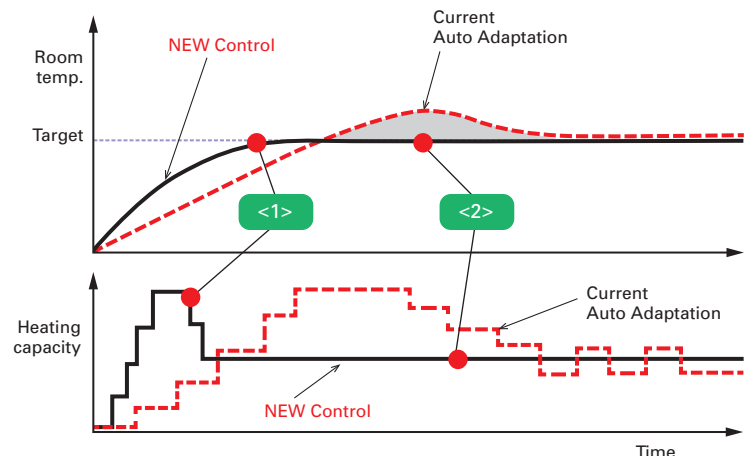 Current
Auto Adaptation
NEW Control
Room
temp.
Target
<1>
<2>
Current
Auto Adaptation
Heating
capacity
NEW Control
Time